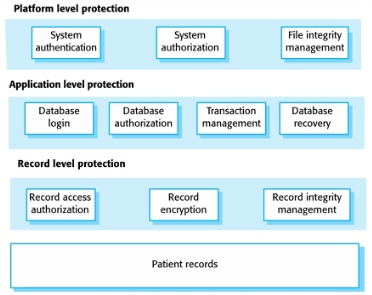 Platform level protection
System
authentication
System
authorization
File integrity
management
Application level protection
Database
login
Database
authorization
Transaction
management
Database
recovery
Record level protection
Record access
authorization
Record
encryption
Record integrity
management
Patient records